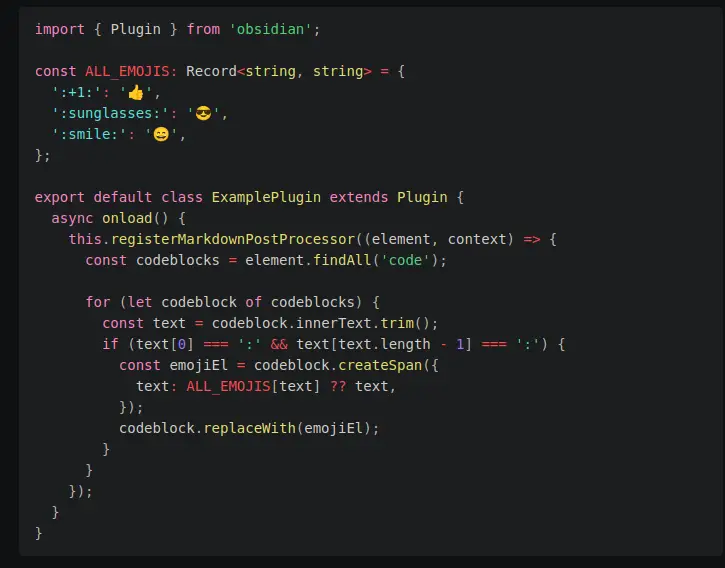 import { Plugin } from 'obsidian';

const ALL_EMOJIS: Record<string, string> = {
  ':+1:': '👍',
  ':sunglasses:': '😎',
  ':smile:': '😄',
};

export default class ExamplePlugin extends Plugin {
  async onload() {
    this.registerMarkdownPostProcessor((element, context) => {
      const codeblocks = element.findAll('code');

      for (let codeblock of codeblocks) {
        const text = codeblock.innerText.trim();
        if (text[0] === ':' && text[text.length - 1] === ':') {
          const emojiEl = codeblock.createSpan({
            text: ALL_EMOJIS[text] ?? text,
          });
          codeblock.replaceWith(emojiEl);
        }
      }
    });
  }
}